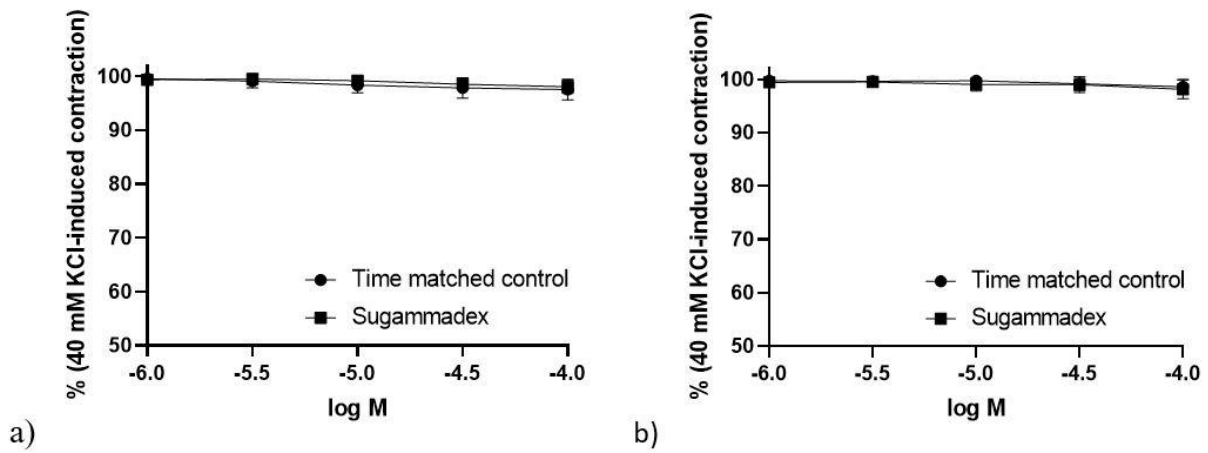 % (40 mM KCl-induced contraction)
100
90
80
70
60
50
-6.0 -5.5 -5.0 -4.5 -4.0
log M
Time matched control
Sugammadex
a)
% (40 mM KCl-induced contraction)
100
90
80
70
60
50
-6.0 -5.5 -5.0 -4.5 -4.0
log M
Time matched control
Sugammadex
b)